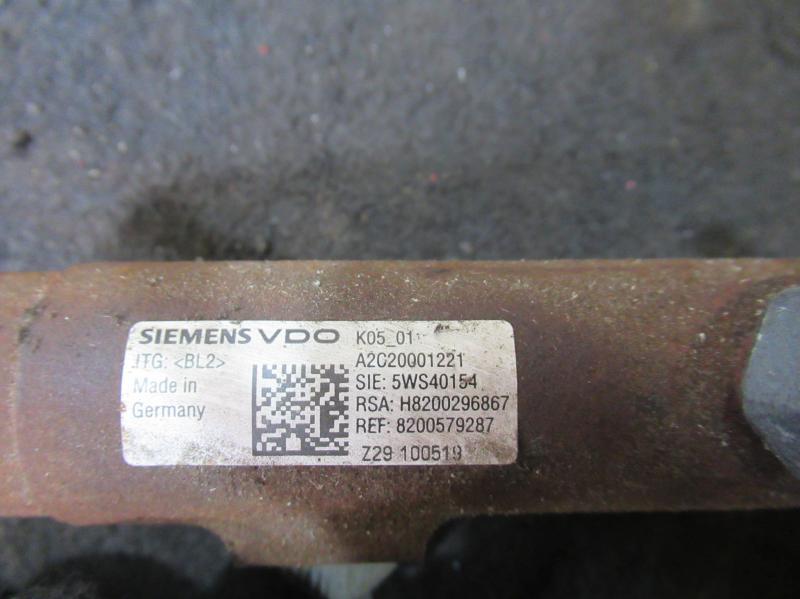 SIEMENS VDO K05_01
ITG: <BL2> A2C20001221
Made in SIE: 5WS40154
Germany RSA: H8200296867
REF: 8200579287
Z29 100519